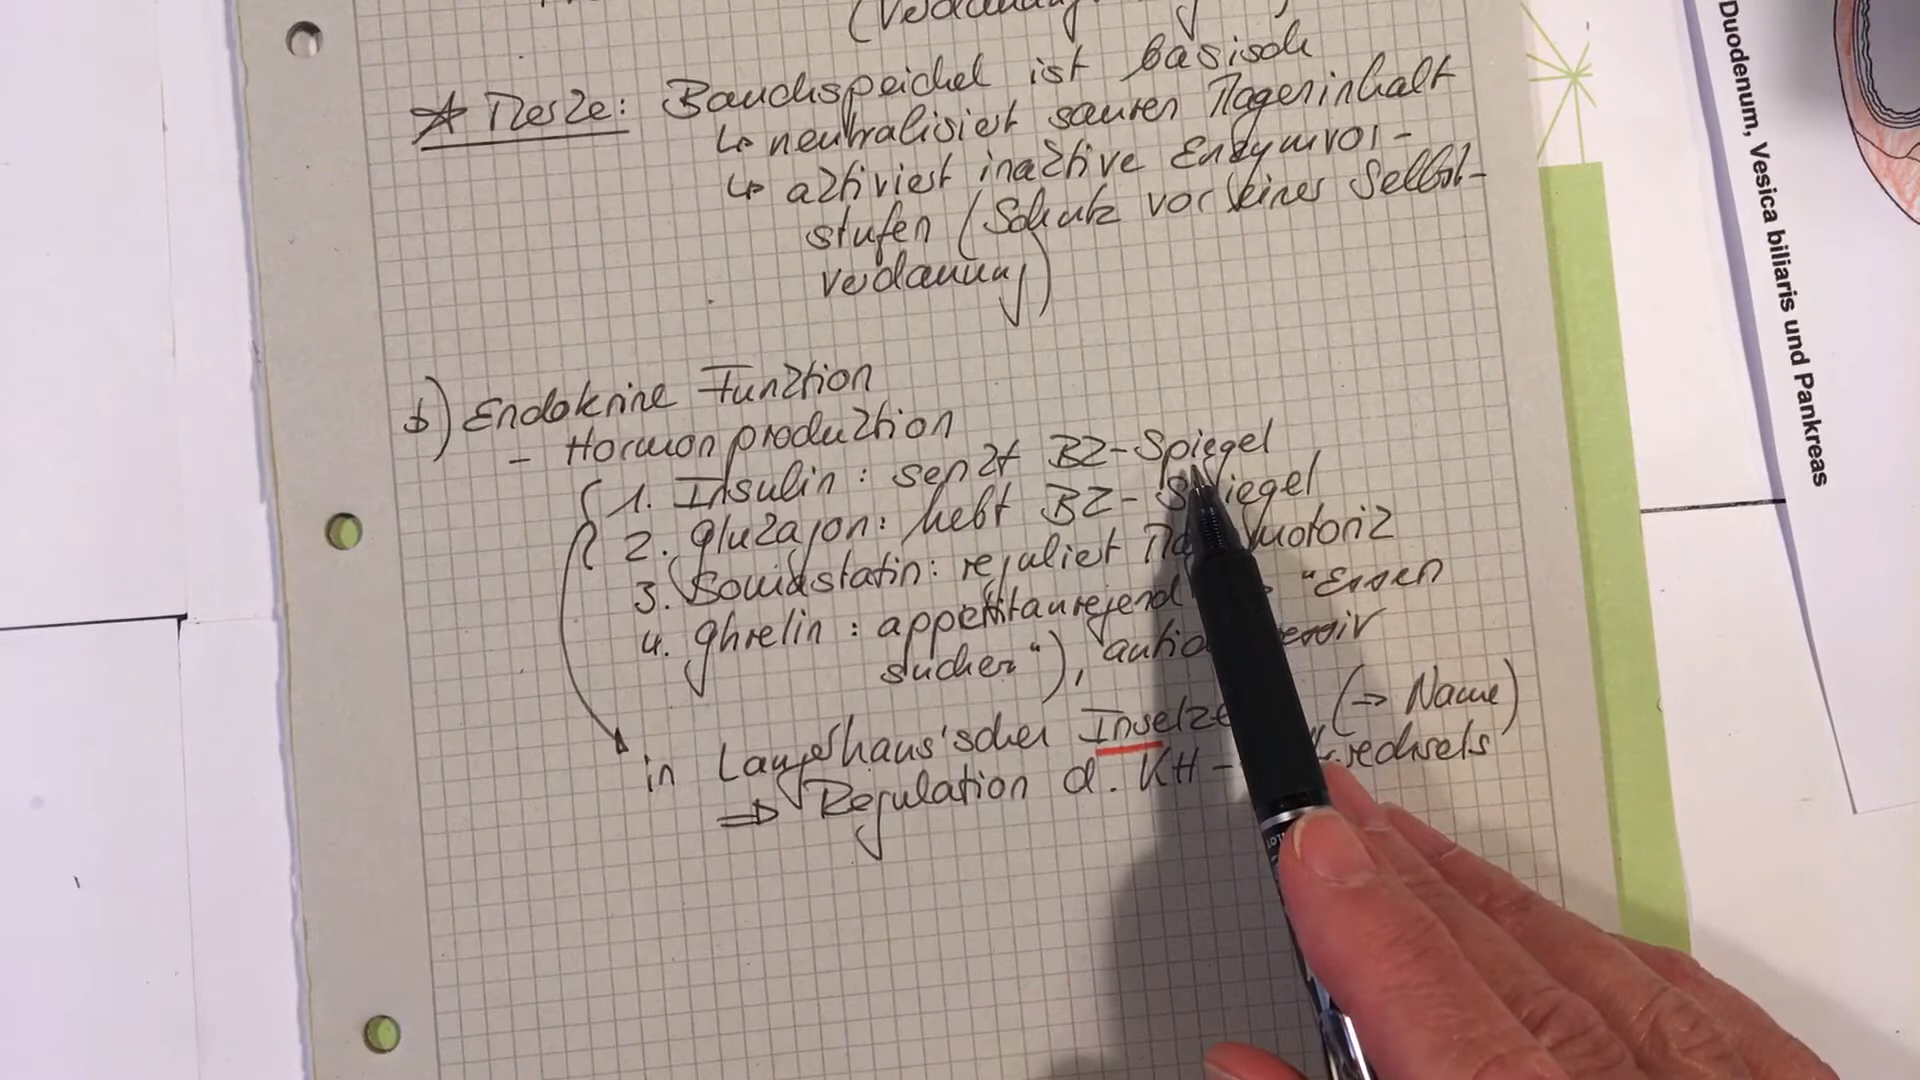 (Verdauung
* Merke: Bauchspeichel ist basisch
↳ neutralisiert sauren Mageninhalt
↳ aktiviert inaktive Enzymvor-
stufen (Schutz vor einer Selbst-
verdauung)
b) Endokrine Funktion
- Hormonproduktion
1. Insulin: senkt BZ-Spiegel
2. Glukagon: hebt BZ-Spiegel
3. Somatostatin: reguliert motorik
4. Ghrelin: appetitanregend "Essen
suchen"),
in Langerhans'schen (→ Name)
⇒ Regulation d. KH-
Duodenum, Vesica biliaris und Pankreas